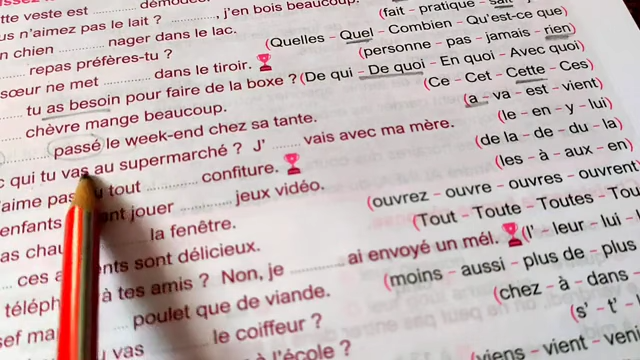 tte veste est ............ démodée.
us n'aimez pas le lait ? ............, j'en bois beaucoup. (fait - pratique - sait
n chien ............ nager dans le lac. (Quelles - Quel - Combien - Qu'est-ce que)
............ repas préfères-tu ? (personne - pas - jamais - rien)
sœur ne met ............ dans le tiroir. (De qui - De quoi - En quoi - Avec quoi)
............ tu as besoin pour faire de la boxe ? (Ce - Cet - Cette - Ces)
............ chèvre mange beaucoup. (a - va - est - vient)
............ passé le week-end chez sa tante. (le - en - y - lui)
c qui tu vas au supermarché ? J' ........ vais avec ma mère. (de la - de - du - la)
'aime pas du tout ............ confiture. (les - à - aux - en)
enfants jouer ............ jeux vidéo. (ouvrez - ouvre - ouvres - ouvrent
as ............ la fenêtre. (Tout - Toute - Toutes - To
............ ces sont délicieux. (l' - leur - lui -
téléph à tes amis ? Non, je ............ ai envoyé un mél. (moins - aussi - plus de - plus
............ poulet que de viande. (chez - à - dans -
u vas ............ le coiffeur ? (s' - t' -
à l'école ? (viens - vient - veni